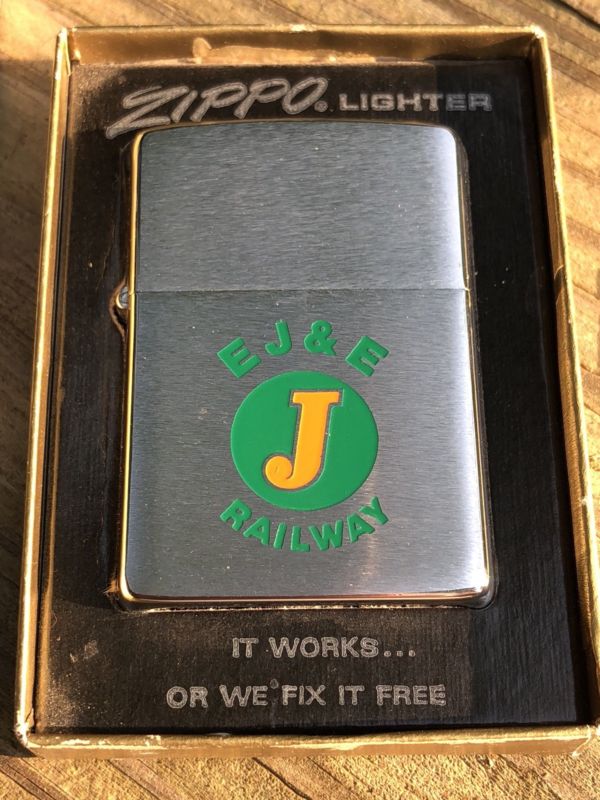 ZIPPO® LIGHTER
EJ&E
J
RAILWAY
IT WORKS...
OR WE FIX IT FREE